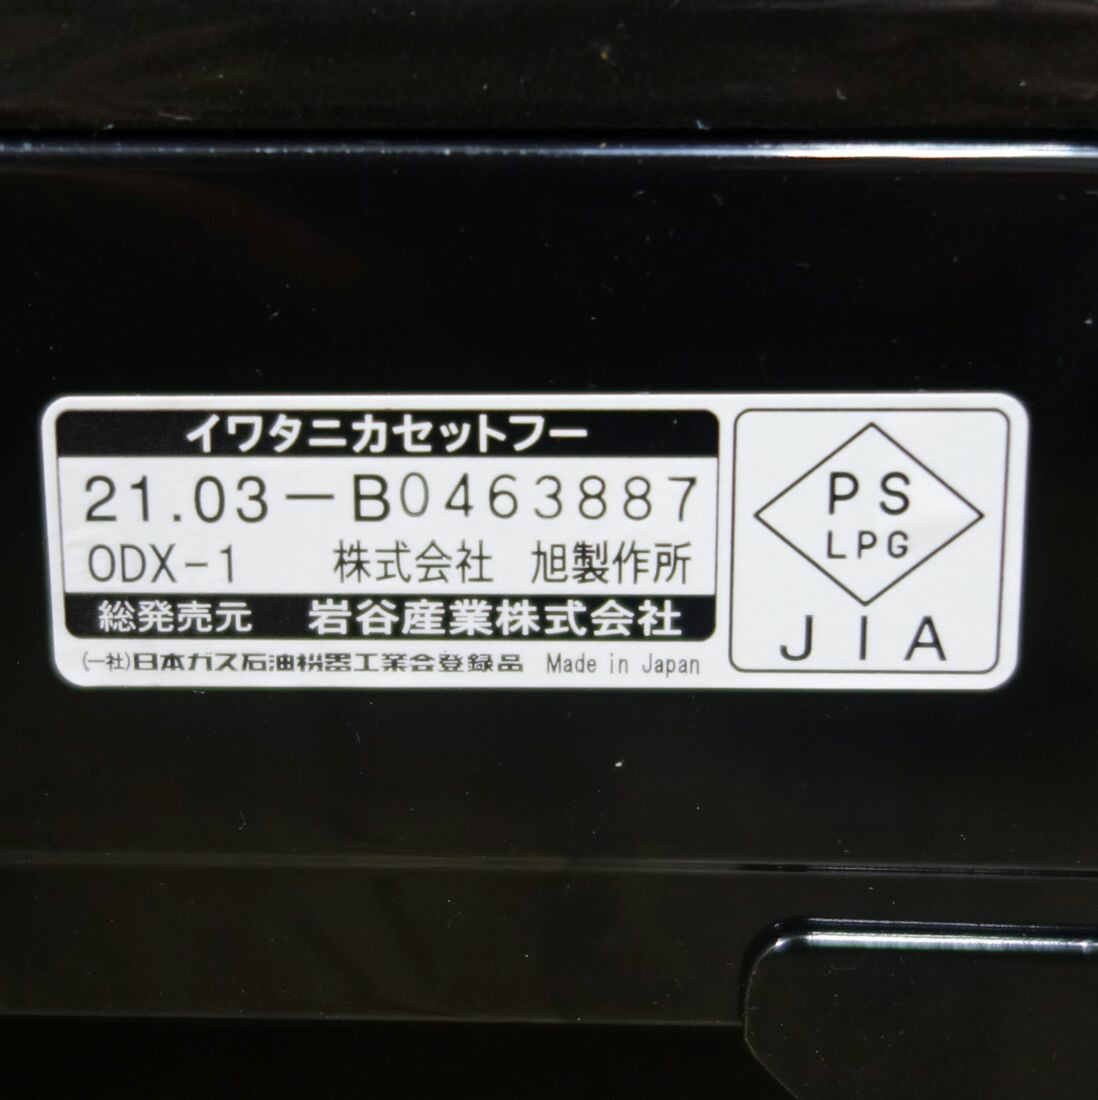 イワタニカセットフー
21.03－B0463887
ODX-1 株式会社 旭製作所
総発売元 岩谷産業株式会社
(一社)日本ガス石油機器工業会登録品 Made in Japan
PS
LPG
JIA